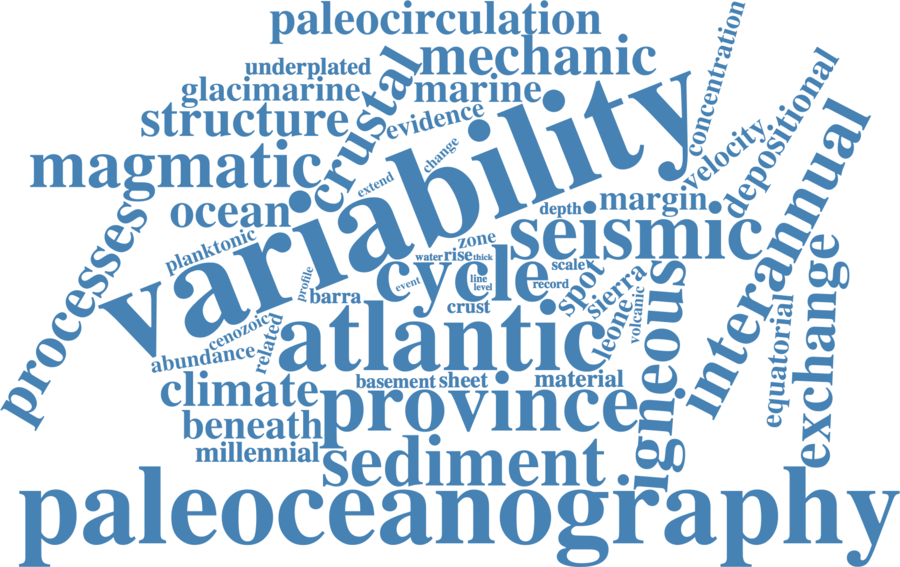 paleocirculation
concentration
mechanic
underplated
crustal
glacimarine
marine
depositional
structure
evidence
variability
velocity
change
magmatic
extend
interannual
processes
ocean
margin
depth
seismic
planktonic
zone
water
rise
thick
cycle
scale
spot
sierra
exchange
profile
event
line
level
record
barra
crust
volcanic
igneous
cenozoic
related
atlantic
leone
equatorial
abundance
climate
basement
sheet
material
province
beneath
millennial
sediment
paleoceanography